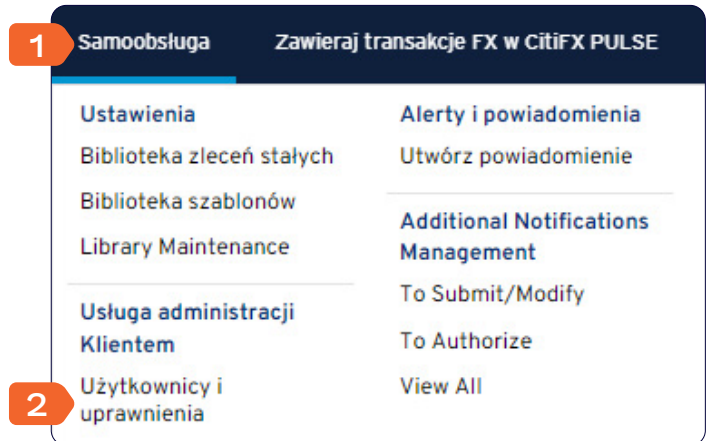 1
Samoobsługa
Zawieraj transakcje FX w CitiFX PULSE
Ustawienia
Biblioteka zleceń stałych
Biblioteka szablonów
Library Maintenance
Usługa administracji
Klientem
2
Użytkownicy i
uprawnienia
Alerty i powiadomienia
Utwórz powiadomienie
Additional Notifications
Management
To Submit/Modify
To Authorize
View All